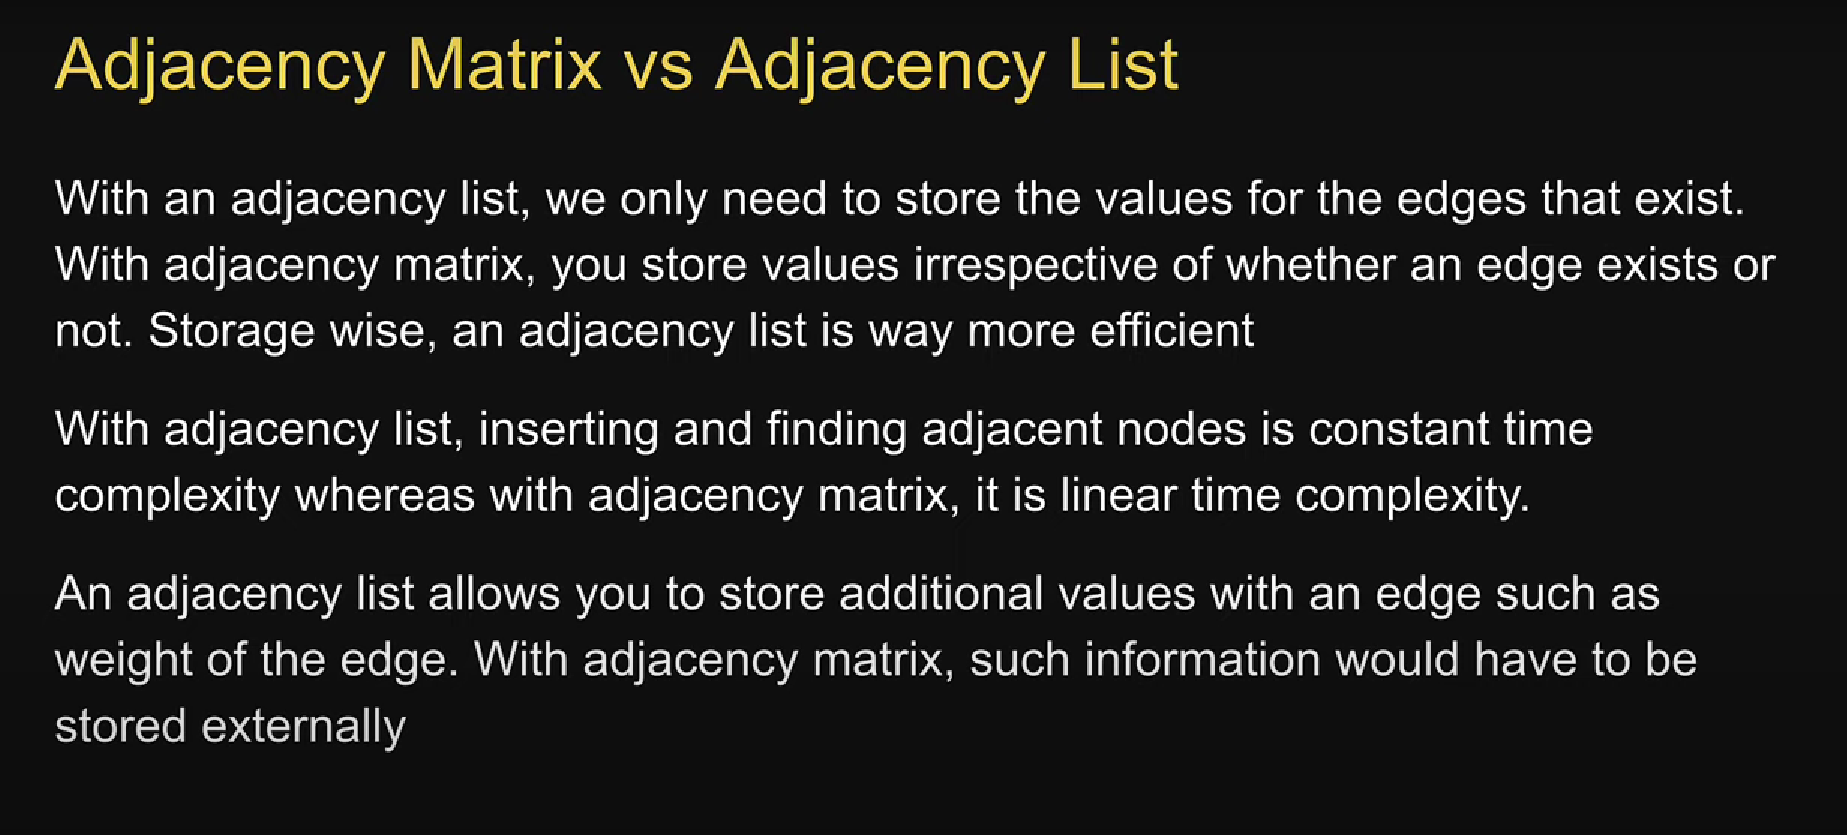 Adjacency Matrix vs Adjacency List
With an adjacency list, we only need to store the values for the edges that exist.
With adjacency matrix, you store values irrespective of whether an edge exists or
not. Storage wise, an adjacency list is way more efficient
With adjacency list, inserting and finding adjacent nodes is constant time
complexity whereas with adjacency matrix, it is linear time complexity.
An adjacency list allows you to store additional values with an edge such as
weight of the edge. With adjacency matrix, such information would have to be
stored externally